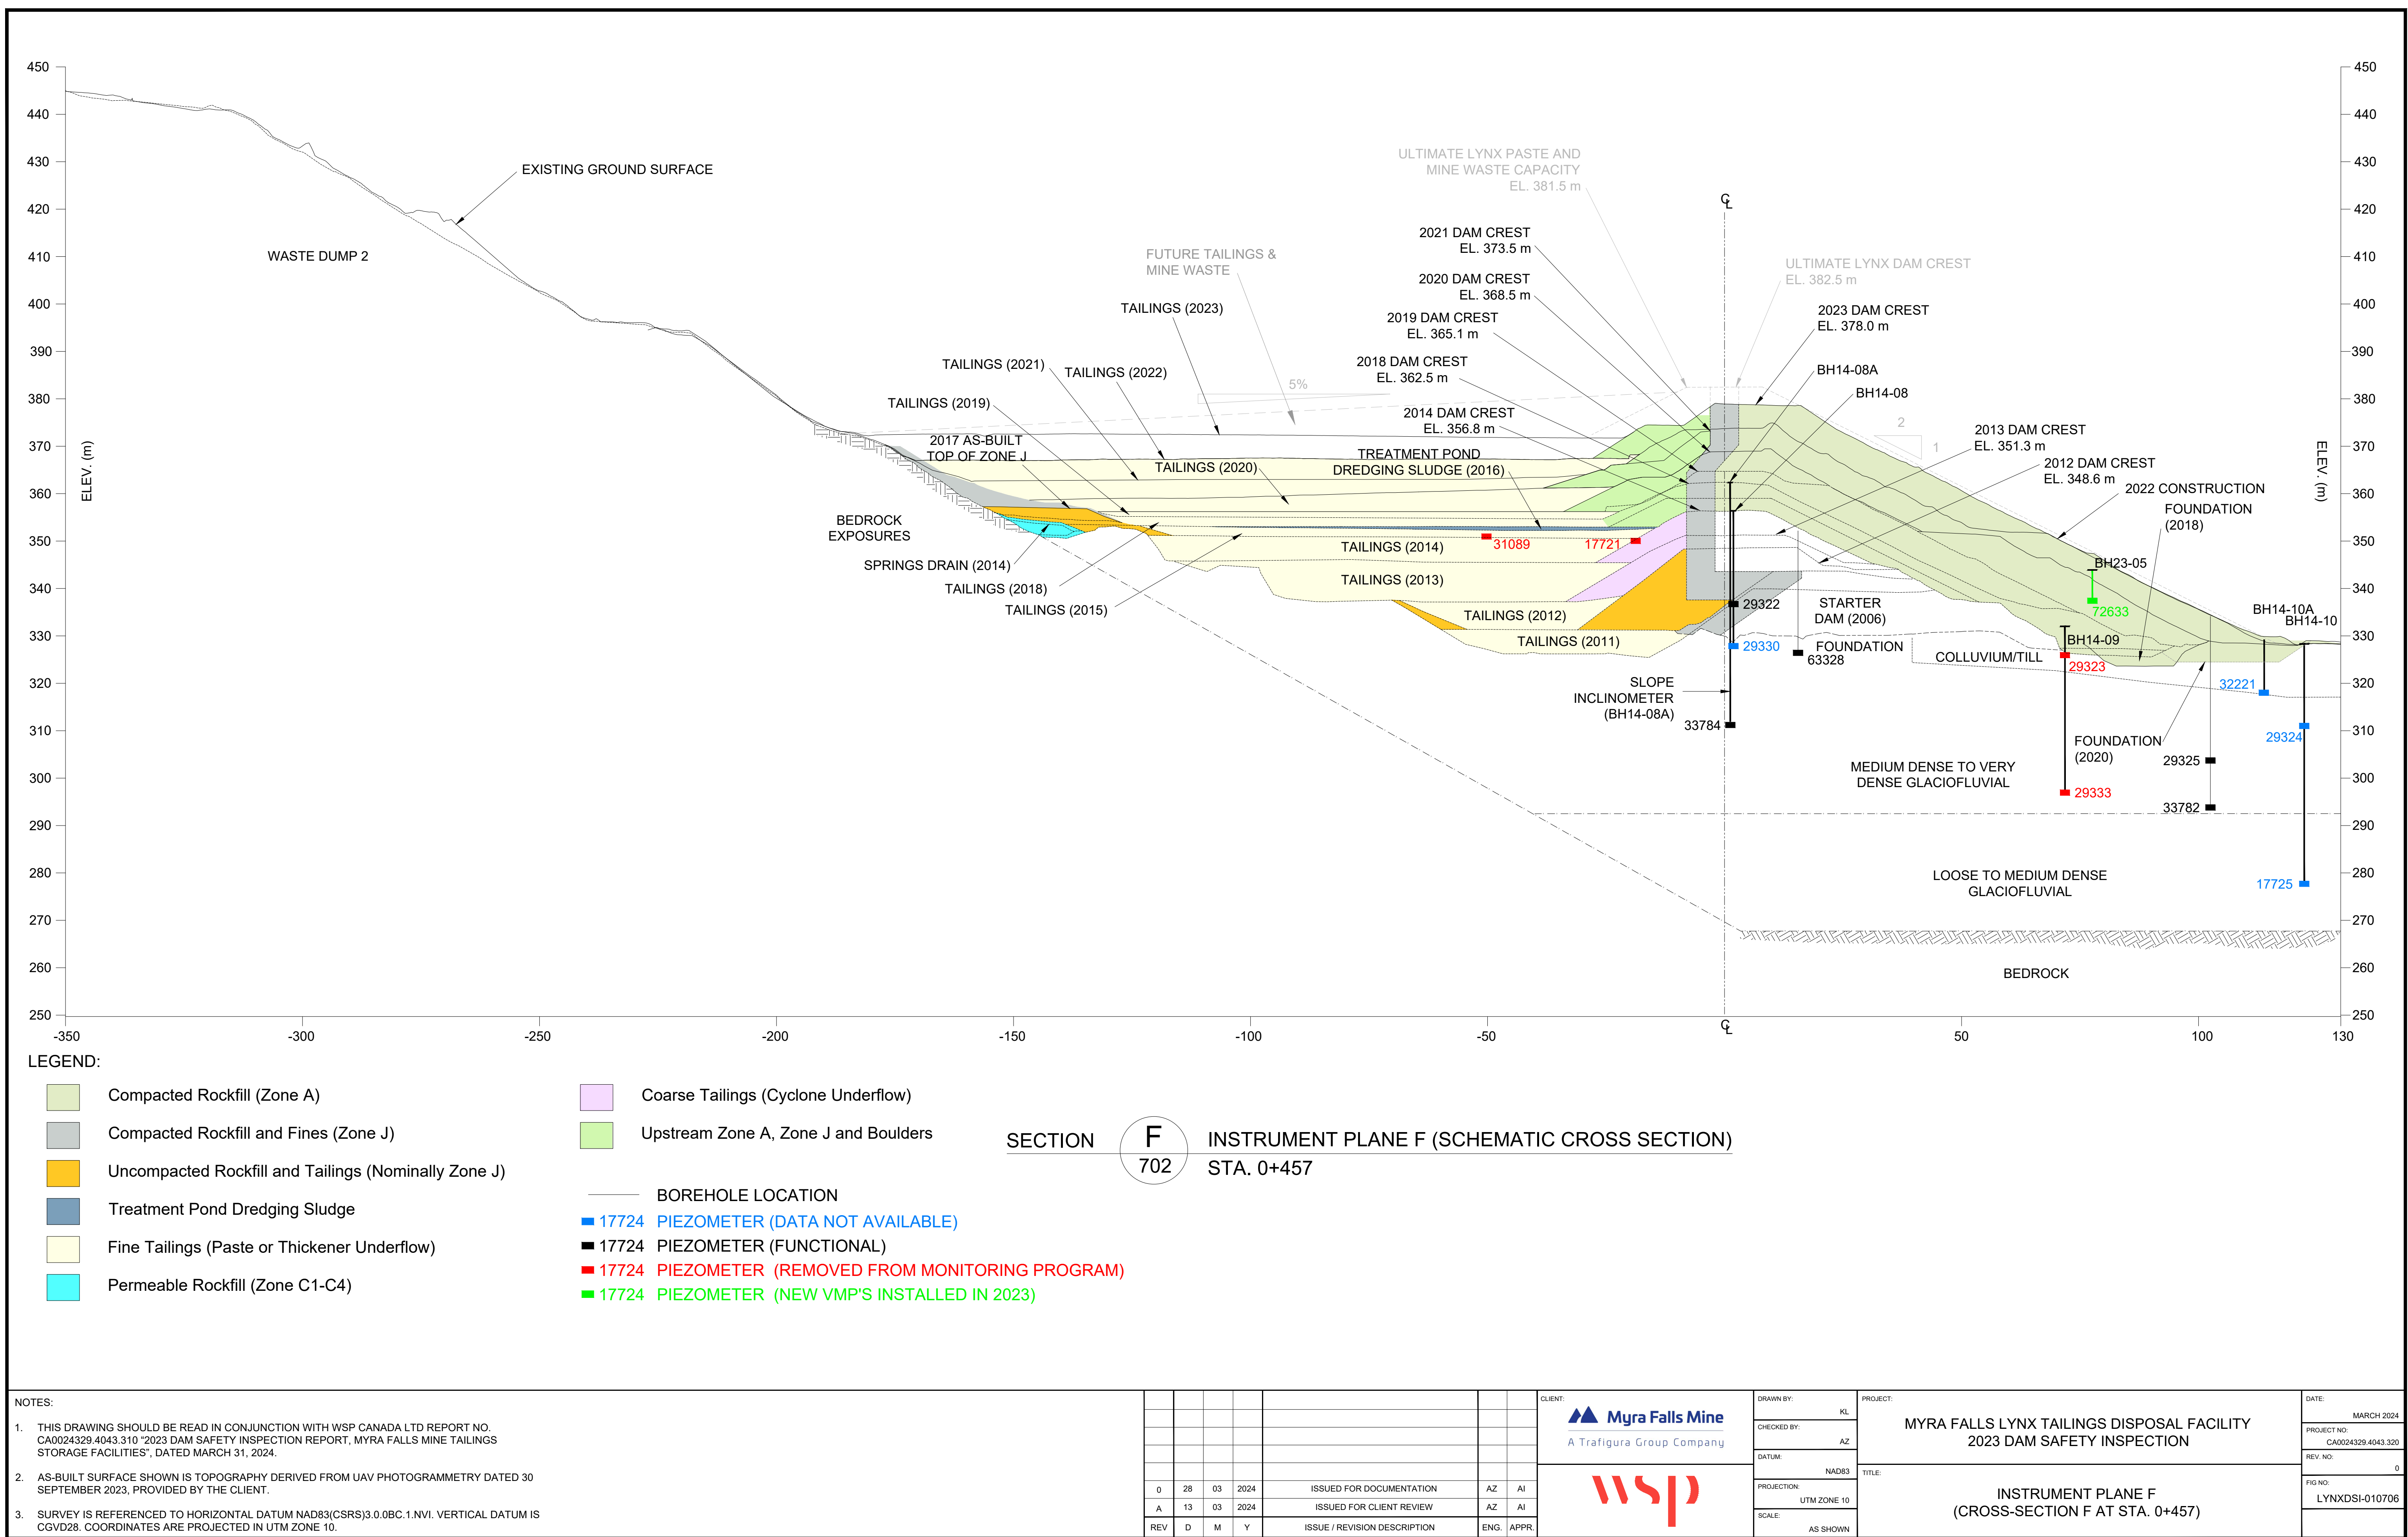 450
440
430
420
410
400
390
380
370
360
350
340
330
320
310
300
290
280
270
260
250
ELEV. (m)
EXISTING GROUND SURFACE
WASTE DUMP 2
ULTIMATE LYNX PASTE AND
MINE WASTE CAPACITY
EL. 381.5 m
FUTURE TAILINGS &
MINE WASTE
5%
TAILINGS (2023)
TAILINGS (2021)
TAILINGS (2022)
TAILINGS (2019)
2017 AS-BUILT
TOP OF ZONE J
TAILINGS (2020)
BEDROCK
EXPOSURES
SPRINGS DRAIN (2014)
TAILINGS (2018)
TAILINGS (2015)
2021 DAM CREST
EL. 373.5 m
2020 DAM CREST
EL. 368.5 m
2019 DAM CREST
EL. 365.1 m
2018 DAM CREST
EL. 362.5 m
2014 DAM CREST
EL. 356.8 m
TREATMENT POND
DREDGING SLUDGE (2016)
31089
17721
TAILINGS (2014)
TAILINGS (2013)
TAILINGS (2012)
TAILINGS (2011)
℄
ULTIMATE LYNX DAM CREST
EL. 382.5 m
2023 DAM CREST
EL. 378.0 m
BH14-08A
BH14-08
2
1
2013 DAM CREST
EL. 351.3 m
2012 DAM CREST
EL. 348.6 m
2022 CONSTRUCTION
FOUNDATION
(2018)
BH23-05
72633
BH14-10A
BH14-10
29322
STARTER
DAM (2006)
29330
FOUNDATION
63328
COLLUVIUM/TILL
BH14-09
29323
SLOPE
INCLINOMETER
(BH14-08A)
33784
32221
29324
FOUNDATION
(2020)
29325
MEDIUM DENSE TO VERY
DENSE GLACIOFLUVIAL
29333
33782
LOOSE TO MEDIUM DENSE
GLACIOFLUVIAL
17725
BEDROCK
450
440
430
420
410
400
390
380
370
360
350
340
330
320
310
300
290
280
270
260
250
ELEV. (m)
-350
-300
-250
-200
-150
-100
-50
℄
50
100
130
LEGEND:
Compacted Rockfill (Zone A)
Compacted Rockfill and Fines (Zone J)
Uncompacted Rockfill and Tailings (Nominally Zone J)
Treatment Pond Dredging Sludge
Fine Tailings (Paste or Thickener Underflow)
Permeable Rockfill (Zone C1-C4)
Coarse Tailings (Cyclone Underflow)
Upstream Zone A, Zone J and Boulders
BOREHOLE LOCATION
17724 PIEZOMETER (DATA NOT AVAILABLE)
17724 PIEZOMETER (FUNCTIONAL)
17724 PIEZOMETER (REMOVED FROM MONITORING PROGRAM)
17724 PIEZOMETER (NEW VMP'S INSTALLED IN 2023)
SECTION
F
702
INSTRUMENT PLANE F (SCHEMATIC CROSS SECTION)
STA. 0+457
NOTES:
1. THIS DRAWING SHOULD BE READ IN CONJUNCTION WITH WSP CANADA LTD REPORT NO.
CA0024329.4043.310 "2023 DAM SAFETY INSPECTION REPORT, MYRA FALLS MINE TAILINGS
STORAGE FACILITIES", DATED MARCH 31, 2024.
2. AS-BUILT SURFACE SHOWN IS TOPOGRAPHY DERIVED FROM UAV PHOTOGRAMMETRY DATED 30
SEPTEMBER 2023, PROVIDED BY THE CLIENT.
3. SURVEY IS REFERENCED TO HORIZONTAL DATUM NAD83(CSRS)3.0.0BC.1.NVI. VERTICAL DATUM IS
CGVD28. COORDINATES ARE PROJECTED IN UTM ZONE 10.
0 28 03 2024 ISSUED FOR DOCUMENTATION AZ AI
A 13 03 2024 ISSUED FOR CLIENT REVIEW AZ AI
REV D M Y ISSUE / REVISION DESCRIPTION ENG. APPR.
CLIENT:
Myra Falls Mine
A Trafigura Group Company
wsp
DRAWN BY:
KL
CHECKED BY:
AZ
DATUM:
NAD83
PROJECTION:
UTM ZONE 10
SCALE:
AS SHOWN
PROJECT:
MYRA FALLS LYNX TAILINGS DISPOSAL FACILITY
2023 DAM SAFETY INSPECTION
TITLE:
INSTRUMENT PLANE F
(CROSS-SECTION F AT STA. 0+457)
DATE:
MARCH 2024
PROJECT NO:
CA0024329.4043.320
REV. NO:
0
FIG NO:
LYNXDSI-010706